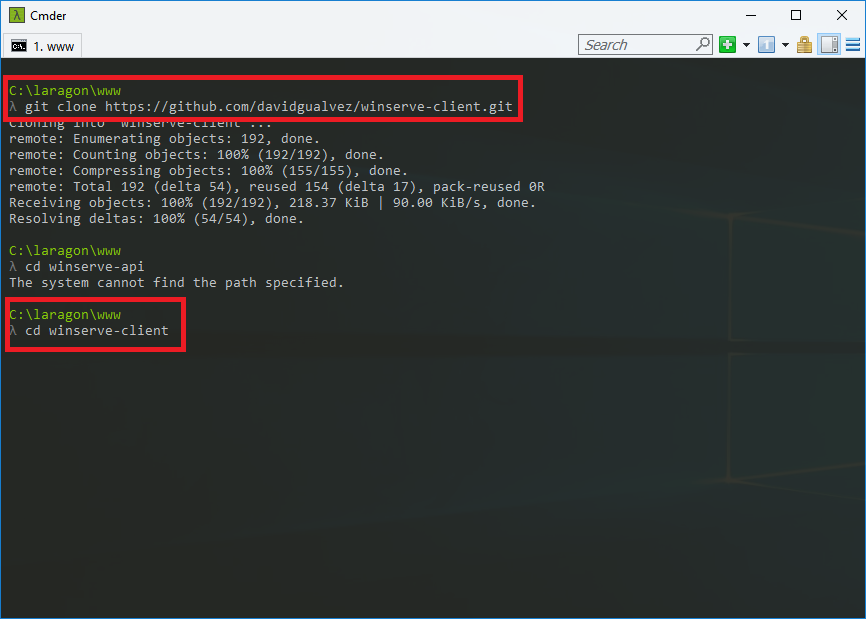 Cmder
1. www
Search
C:\laragon\www
λ git clone https://github.com/davidgualvez/winserve-client.git
Cloning into 'winserve-client'...
remote: Enumerating objects: 192, done.
remote: Counting objects: 100% (192/192), done.
remote: Compressing objects: 100% (155/155), done.
remote: Total 192 (delta 54), reused 154 (delta 17), pack-reused 0R
Receiving objects: 100% (192/192), 218.37 KiB | 90.00 KiB/s, done.
Resolving deltas: 100% (54/54), done.
C:\laragon\www
λ cd winserve-api
The system cannot find the path specified.
C:\laragon\www
λ cd winserve-client